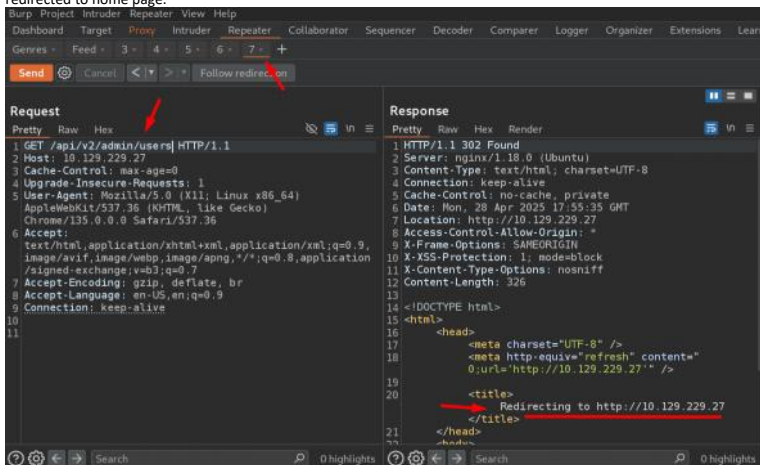 redirected to home page.
Burp Project Intruder Repeater View Help
Dashboard Target Proxy Intruder Repeater Collaborator Sequencer Decoder Comparer Logger Organizer Extensions Lear
Genres Feed 3 4 5 6 7 +
Send Cancel < > Follow redirection
Request
Pretty Raw Hex \n
1 GET /api/v2/admin/users HTTP/1.1
2 Host: 10.129.229.27
3 Cache-Control: max-age=0
4 Upgrade-Insecure-Requests: 1
5 User-Agent: Mozilla/5.0 (X11; Linux x86_64)
AppleWebKit/537.36 (KHTML, like Gecko)
Chrome/135.0.0.0 Safari/537.36
6 Accept:
text/html,application/xhtml+xml,application/xml;q=0.9,
image/avif,image/webp,image/apng,*/*;q=0.8,application
/signed-exchange;v=b3;q=0.7
7 Accept-Encoding: gzip, deflate, br
8 Accept-Language: en-US,en;q=0.9
9 Connection: keep-alive
10
11
Search 0 highlights
Response
Pretty Raw Hex Render \n
1 HTTP/1.1 302 Found
2 Server: nginx/1.18.0 (Ubuntu)
3 Content-Type: text/html; charset=UTF-8
4 Connection: keep-alive
5 Cache-Control: no-cache, private
6 Date: Mon, 28 Apr 2025 17:55:35 GMT
7 Location: http://10.129.229.27
8 Access-Control-Allow-Origin: *
9 X-Frame-Options: SAMEORIGIN
10 X-XSS-Protection: 1; mode=block
11 X-Content-Type-Options: nosniff
12 Content-Length: 326
13
14 <!DOCTYPE html>
15 <html>
16 <head>
17 <meta charset="UTF-8" />
18 <meta http-equiv="refresh" content="
0;url='http://10.129.229.27'" />
19
20 <title>
Redirecting to http://10.129.229.27
</title>
21 </head>
22 <body>
Search 0 highlights